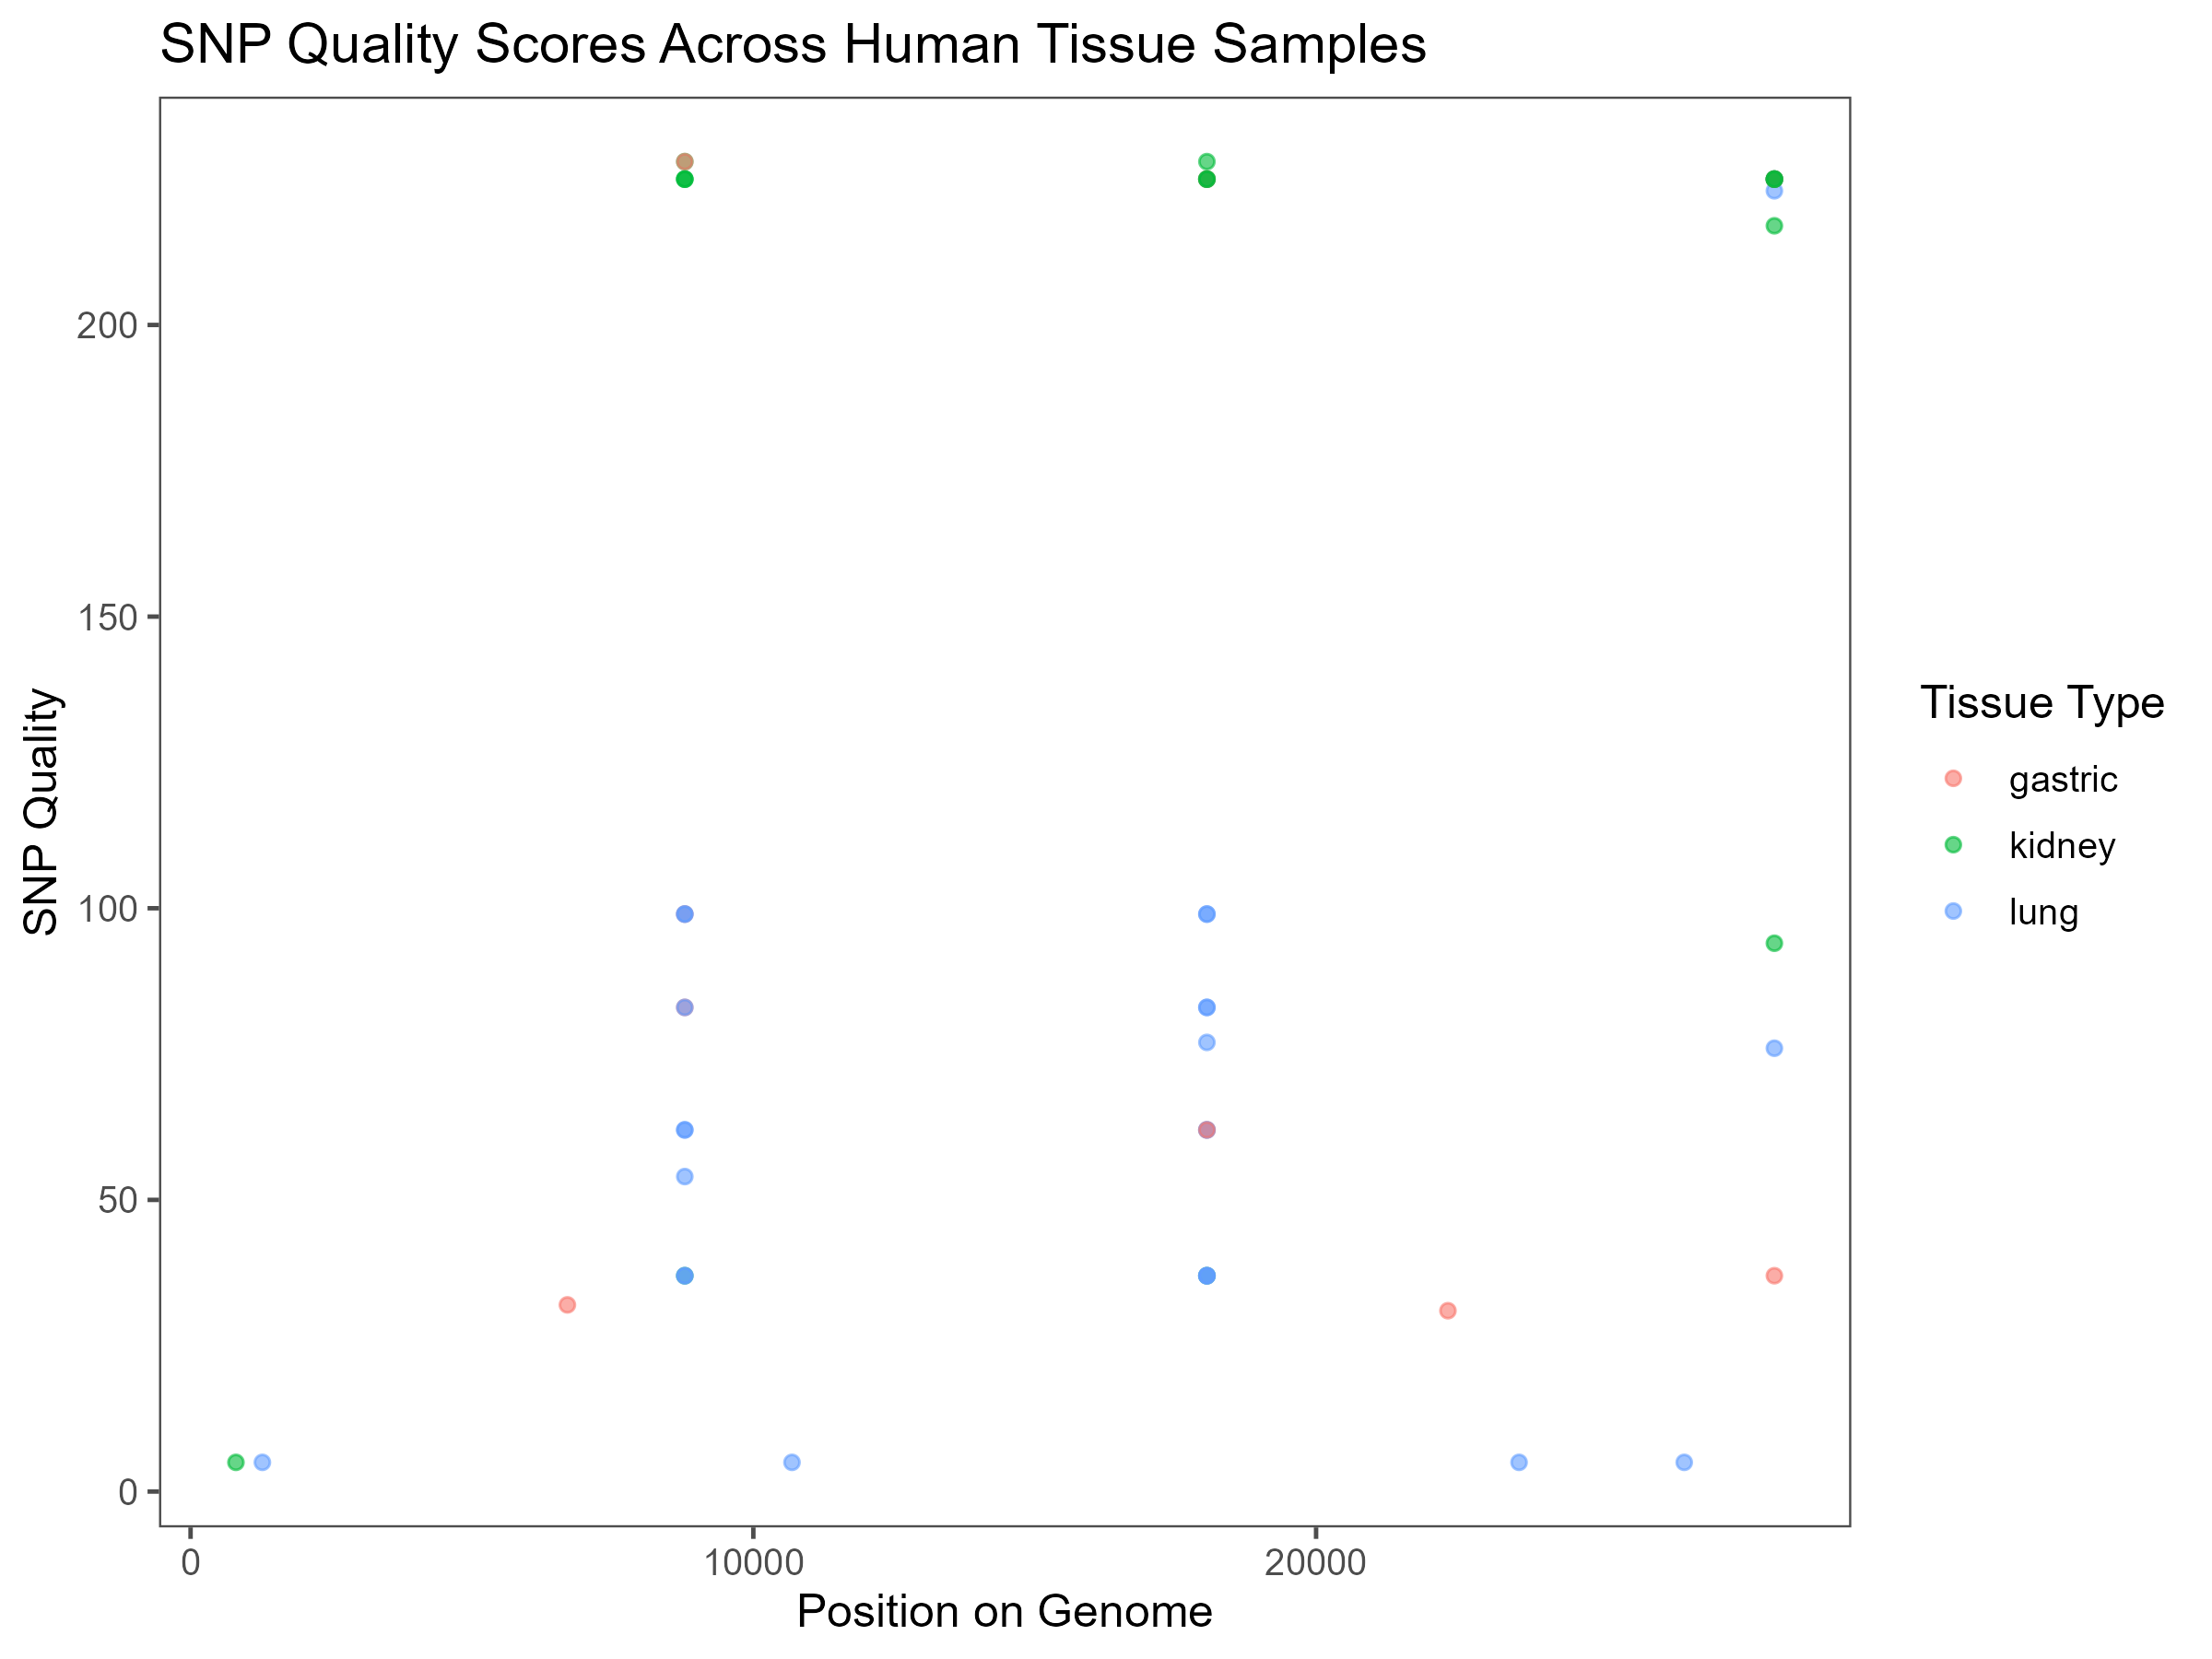 SNP Quality Scores Across Human Tissue Samples
200
150
100
50
0
SNP Quality
0 10000 20000
Position on Genome
Tissue Type
gastric
kidney
lung